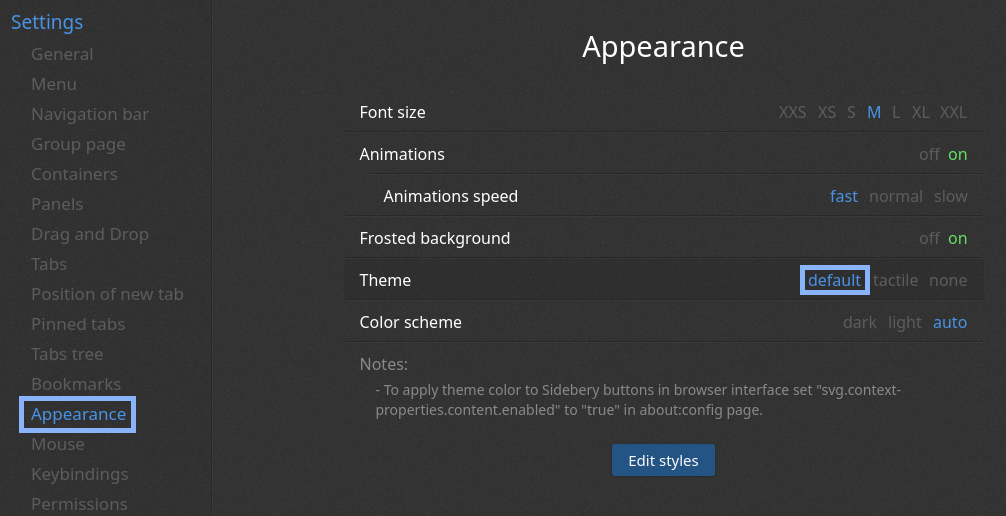 Settings
General
Menu
Navigation bar
Group page
Containers
Panels
Drag and Drop
Tabs
Position of new tab
Pinned tabs
Tabs tree
Bookmarks
Appearance
Mouse
Keybindings
Permissions
Appearance
Font size XXS XS S M L XL XXL
Animations off on
Animations speed fast normal slow
Frosted background off on
Theme default tactile none
Color scheme dark light auto
Notes:
- To apply theme color to Sidebery buttons in browser interface set "svg.context-
properties.content.enabled" to "true" in about:config page.
Edit styles